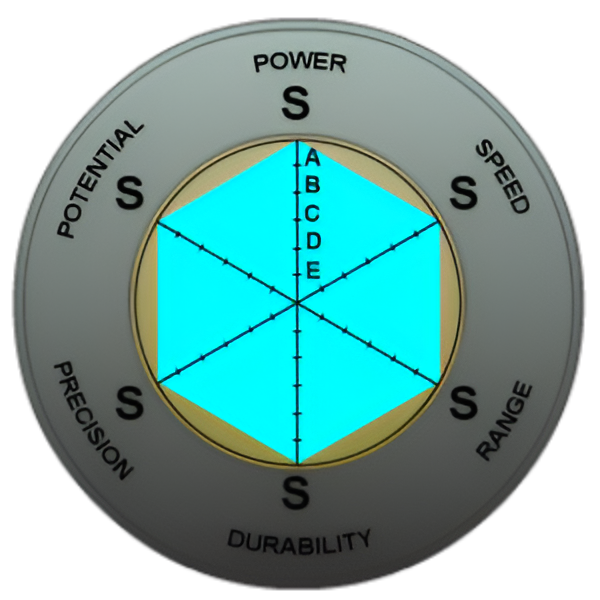 POWER
S
SPEED
S
RANGE
S
DURABILITY
S
PRECISION
S
POTENTIAL
S
A
B
C
D
E